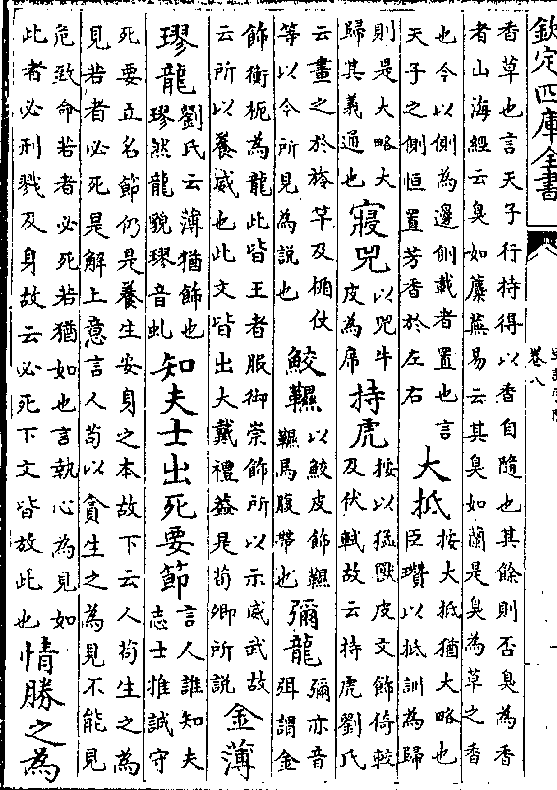 欽定四庫全書
卷八
香草也言天子行持得以香自隨也其餘則否臭為香
者山海經云臭如蘪蕪易云其臭如蘭是臭為草之香
也今以側為邊側載者置也言
天子之側恒置芳香於左右
大抵
按大抵猶大略也
臣瓚以抵訓為歸
則是大略大
歸其義通也
寢兕
以兕牛
皮為席
持虎
按以猛獸皮文飾倚較
及伏軾故云持虎劉氏
云畫之於旂竿及楯仗
等以今所見為說也
鮫韅
以鮫皮飾韅
韅馬腹帶也
彌龍
彌亦音
弭謂金
飾衡枙為龍此皆王者服御崇飾所以示威武故
云所以養威也此文皆出大戴禮蓋是荀卿所說
金薄
璆龍
劉氏云薄猶飾也
璆然龍貌璆音虬
知夫士出死要節
言人誰知夫
志士推誠守
死要立名節仍是養生安身之本故下云人苟生之為
見若者必死是解上意言人苟以貪生之為見不能見
危致命若者必死若猶如也言執心為見如
此者必刑戮及身故云必死下文皆放此也
情勝之為